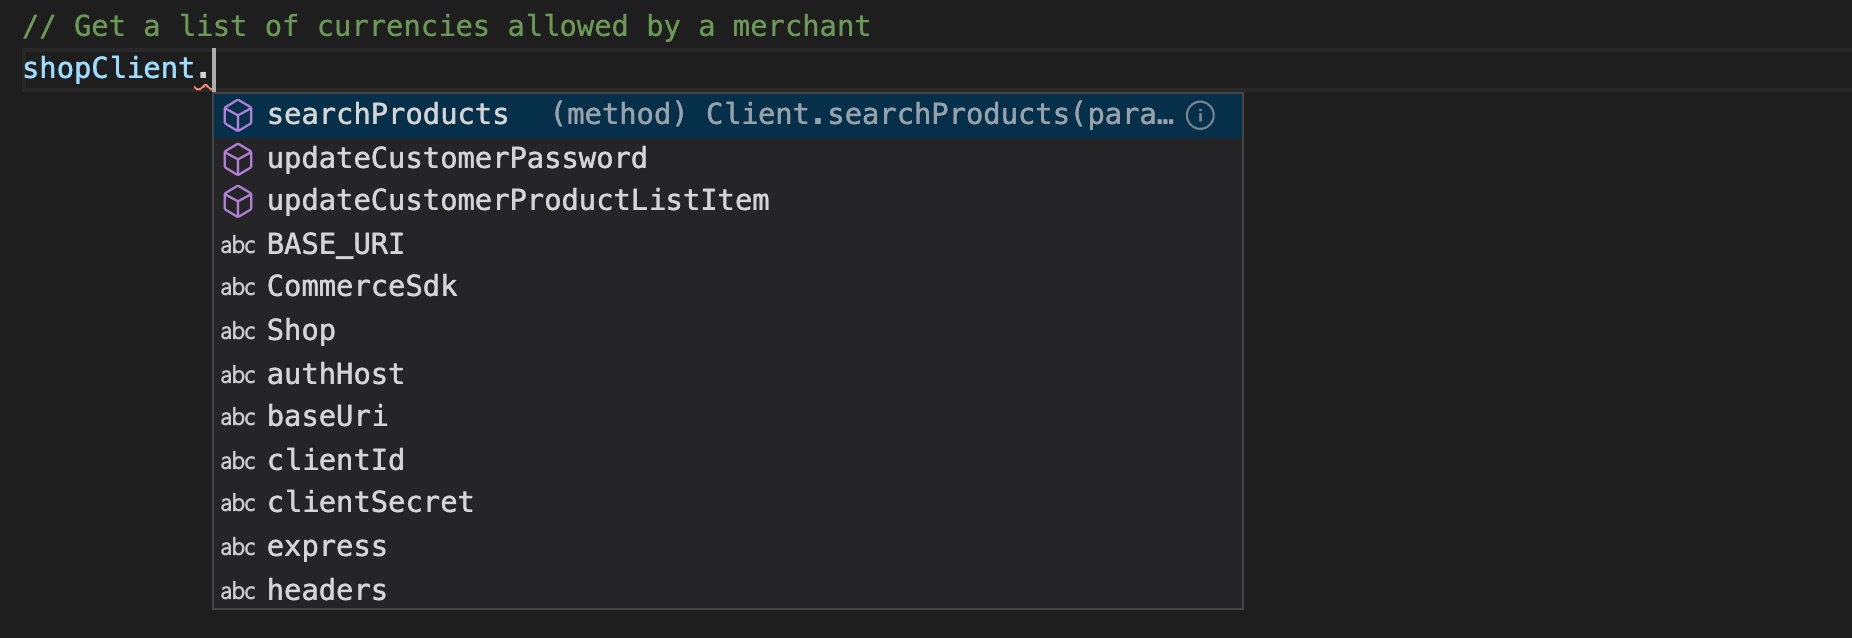 // Get a list of currencies allowed by a merchant
shopClient.
searchProducts (method) Client.searchProducts(para…
updateCustomerPassword
updateCustomerProductListItem
abc BASE_URI
abc CommerceSdk
abc Shop
abc authHost
abc baseUri
abc clientId
abc clientSecret
abc express
abc headers